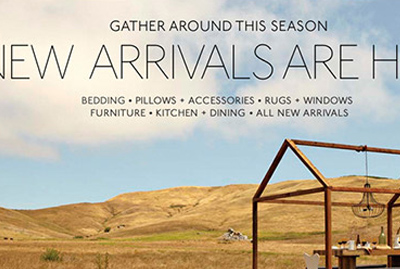 GATHER AROUND THIS SEASON
NEW ARRIVALS ARE H
BEDDING • PILLOWS + ACCESSORIES • RUGS + WINDOWS
FURNITURE • KITCHEN + DINING • ALL NEW ARRIVALS